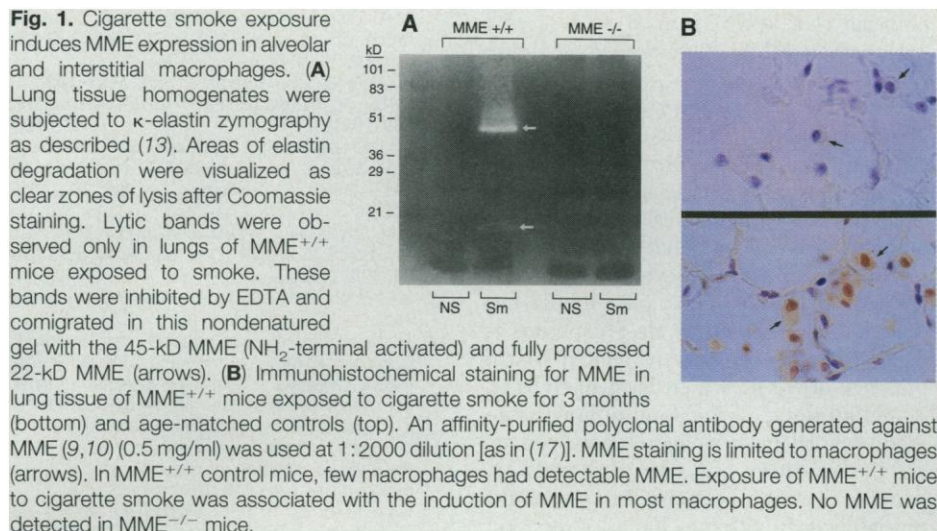 Fig. 1. Cigarette smoke exposure
induces MME expression in alveolar
and interstitial macrophages. (A)
Lung tissue homogenates were
subjected to κ-elastin zymography
as described (13). Areas of elastin
degradation were visualized as
clear zones of lysis after Coomassie
staining. Lytic bands were ob-
served only in lungs of MME+/+
mice exposed to smoke. These
bands were inhibited by EDTA and
comigrated in this nondenatured
gel with the 45-kD MME (NH2-terminal activated) and fully processed
22-kD MME (arrows). (B) Immunohistochemical staining for MME in
lung tissue of MME+/+ mice exposed to cigarette smoke for 3 months
(bottom) and age-matched controls (top). An affinity-purified polyclonal antibody generated against
MME (9,10) (0.5 mg/ml) was used at 1:2000 dilution [as in (17)]. MME staining is limited to macrophages
(arrows). In MME+/+ control mice, few macrophages had detectable MME. Exposure of MME+/+ mice
to cigarette smoke was associated with the induction of MME in most macrophages. No MME was
detected in MME−/− mice.
A
MME +/+ MME -/-
kD
101
83
51
36
29
21
NS Sm NS Sm
B